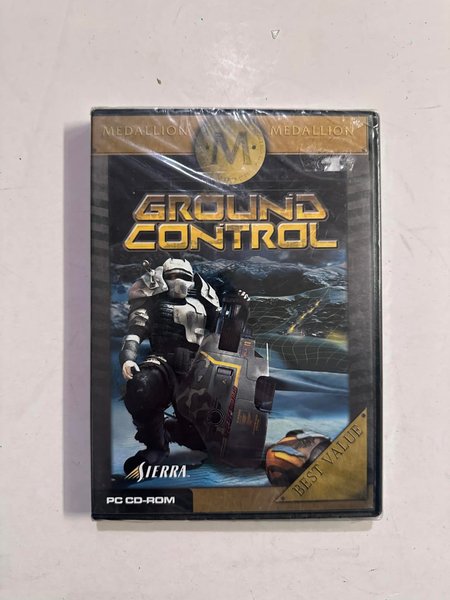 MEDALLION M MEDALLION
GROUND
CONTROL
SIERRA
BEST VALUE
PC CD-ROM